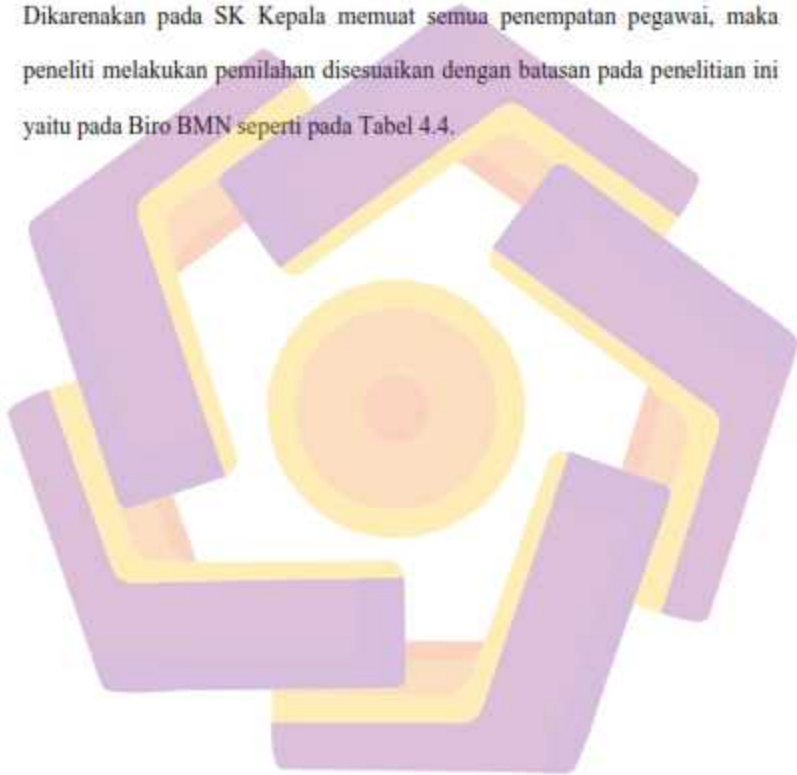 Dikarenakan pada SK Kepala memuat semua penempatan pegawai, maka
peneliti melakukan pemilahan disesuaikan dengan batasan pada penelitian ini
yaitu pada Biro BMN seperti pada Tabel 4.4.